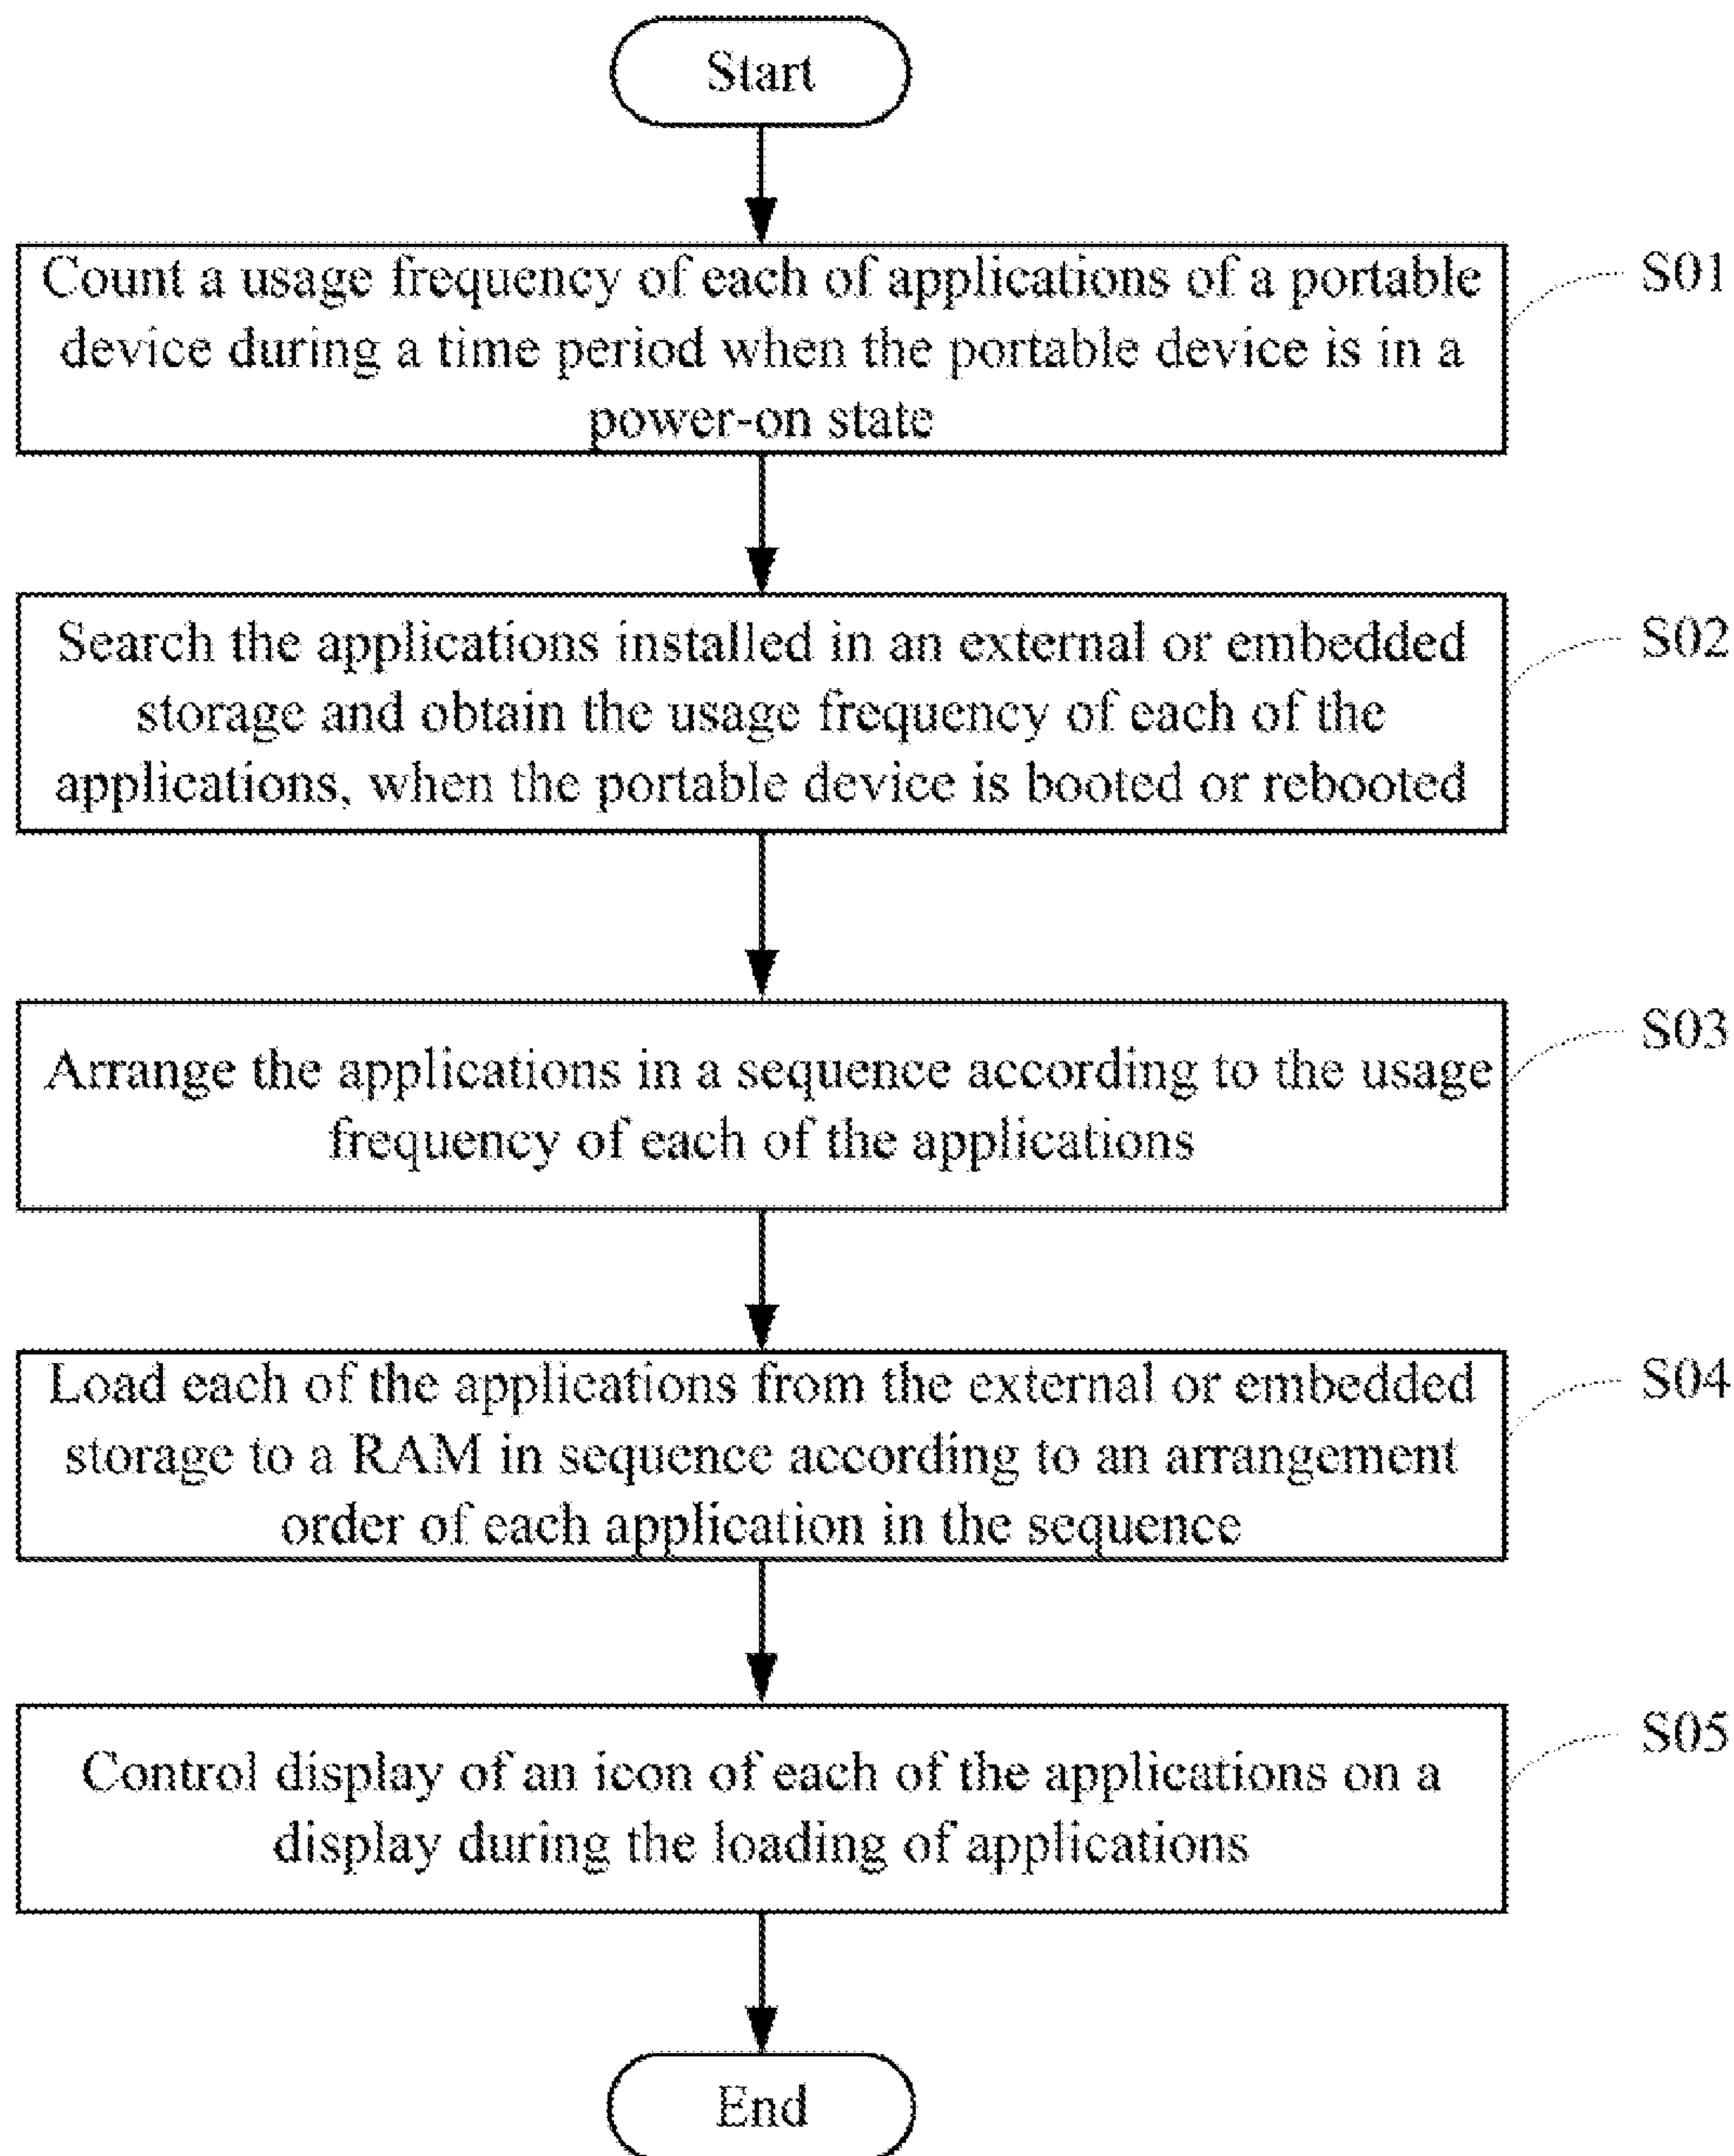 Start
Count a usage frequency of each of applications of a portable
device during a time period when the portable device is in a
power-on state
S01
Search the applications installed in an external or embedded
storage and obtain the usage frequency of each of the
applications, when the portable device is booted or rebooted
S02
Arrange the applications in a sequence according to the usage
frequency of each of the applications
S03
Load each of the applications from the external or embedded
storage to a RAM in sequence according to an arrangement
order of each application in the sequence
S04
Control display of an icon of each of the applications on a
display during the loading of applications
S05
End